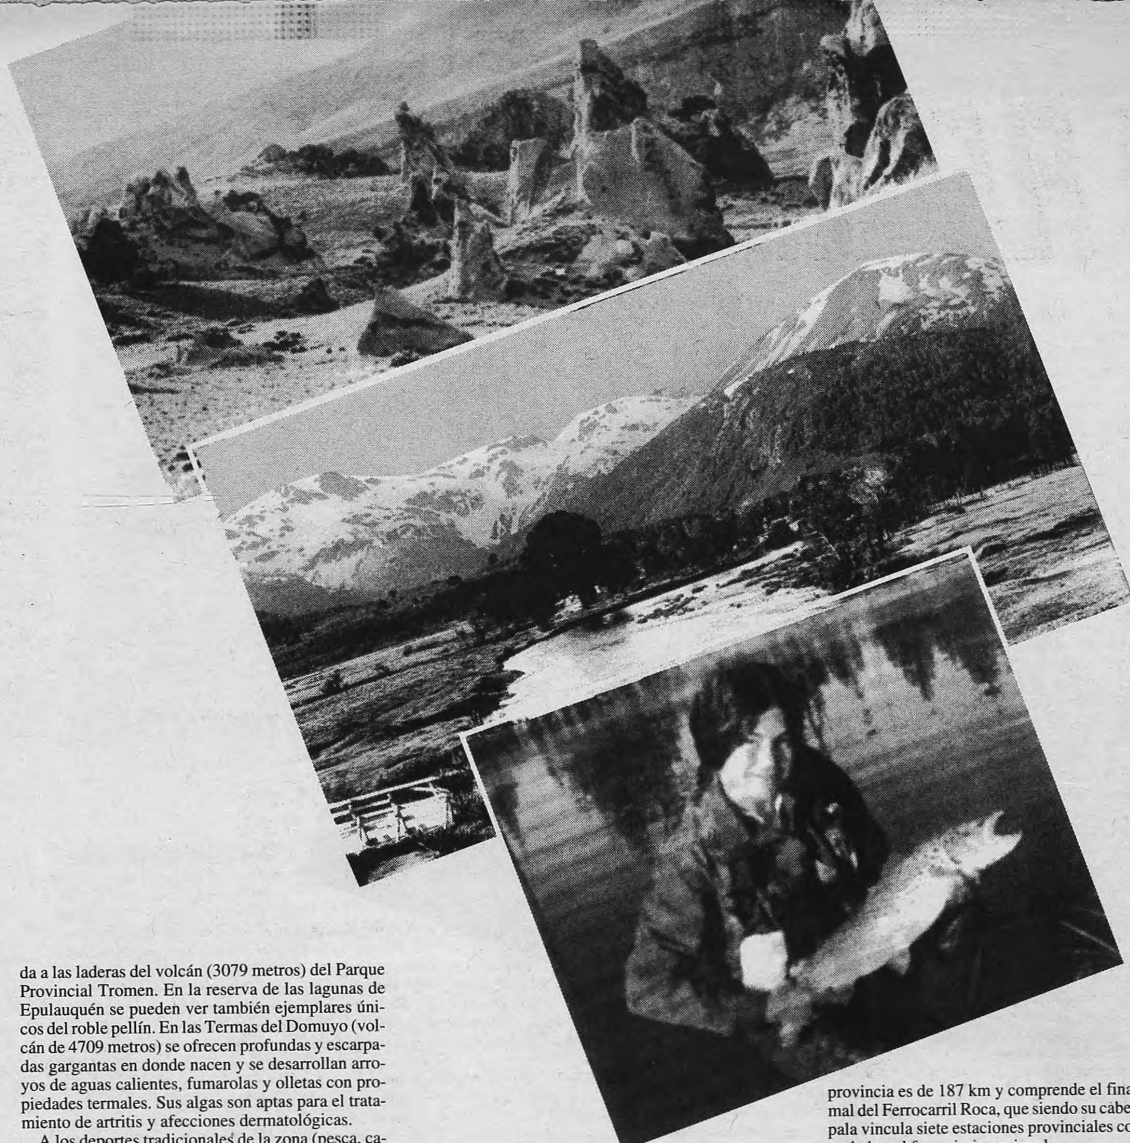 da a las laderas del volcán (3079 metros) del Parque
Provincial Tromen. En la reserva de las lagunas de
Epulauquén se pueden ver también ejemplares úni-
cos del roble pellín. En las Termas del Domuyo (vol-
cán de 4709 metros) se ofrecen profundas y escarpa-
das gargantas en donde nacen y se desarrollan arro-
yos de aguas calientes, fumarolas y olletas con pro-
piedades termales. Sus algas son aptas para el trata-
miento de artritis y afecciones dermatológicas.
A los deportes tradicionales de la zona (pesca, ca-
provincia es de 187 km y comprende el fina
mal del Ferrocarril Roca, que siendo su cabe
pala vincula siete estaciones provinciales co